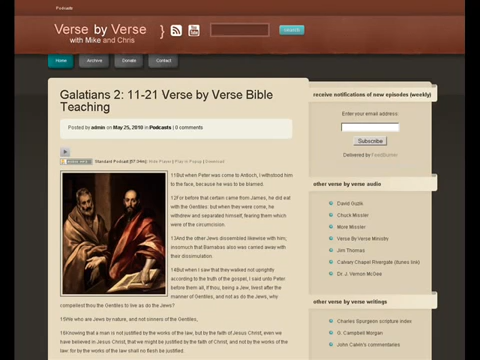 Podcasts
Verse by Verse
with Mike and Chris
search
Home
Archive
Donate
Contact
Galatians 2: 11-21 Verse by Verse Bible
Teaching
Posted by admin on May 25, 2010 in Podcasts | 0 comments
Standard Podcast
Play in Popup | Download
11But when Peter was come to Antioch, I withstood him
to the face, because he was to be blamed.
12For before that certain came from James, he did eat
with the Gentiles: but when they were come, he
withdrew and separated himself, fearing them which
were of the circumcision.
13And the other Jews dissembled likewise with him;
insomuch that Barnabas also was carried away with
their dissimulation.
14But when I saw that they walked not uprightly
according to the truth of the gospel, I said unto Peter
before them all, If thou, being a Jew, livest after the
manner of Gentiles, and not as do the Jews, why
compellest thou the Gentiles to live as do the Jews?
15We who are Jews by nature, and not sinners of the Gentiles,
16Knowing that a man is not justified by the works of the law, but by the faith of Jesus Christ, even we
have believed in Jesus Christ, that we might be justified by the faith of Christ, and not by the works of
the law: for by the works of the law shall no flesh be justified.
receive notifications of new episodes (weekly)
Enter your email address:
Subscribe
Delivered by FeedBurner
other verse by verse audio
David Guzik
Chuck Missler
More Missler
Verse By Verse Ministry
Jim Thomas
Calvary Chapel Rivergate (itunes link)
Dr. J. Vernon McGee
other verse by verse writings
Charles Spurgeon scripture index
G. Campbell Morgan
John Calvin's commentaries